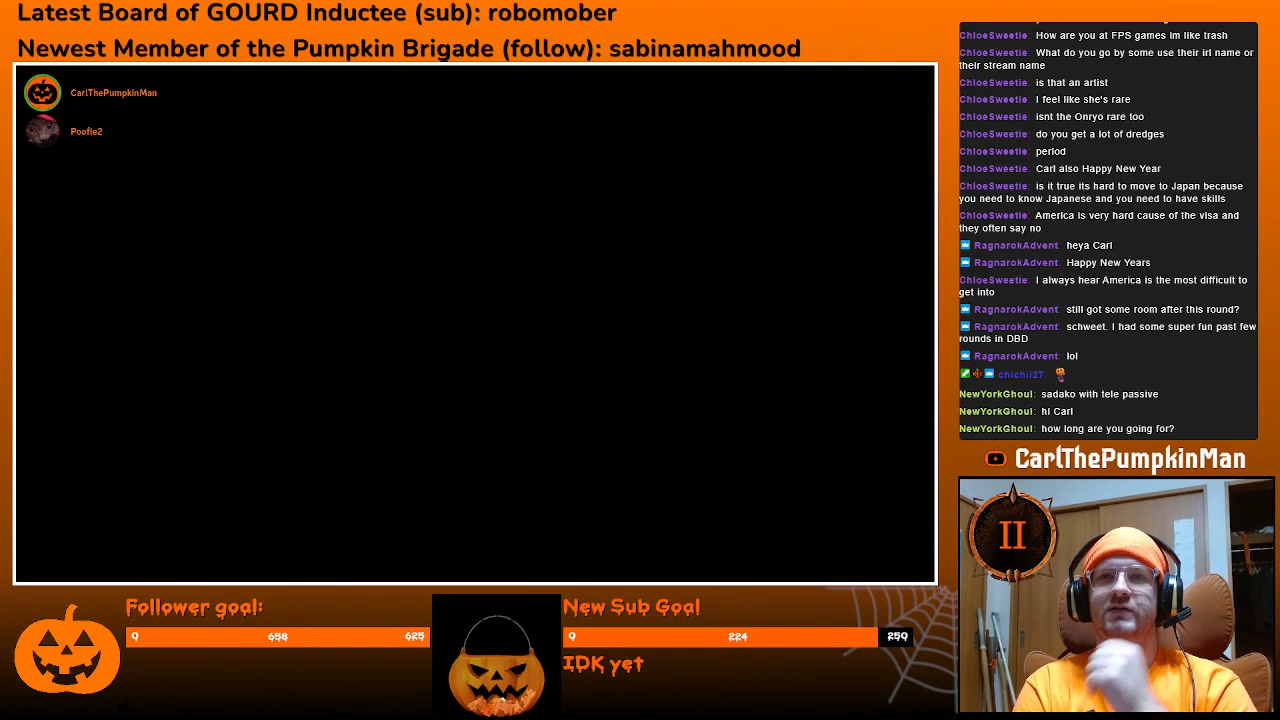 Latest Board of GOURD Inductee (sub): robomober
Newest Member of the Pumpkin Brigade (follow): sabinamahmood
CarlThePumpkinMan
Poofle2
ChloeSweetie: How are you at FPS games im like trash
ChloeSweetie: What do you go by some use their irl name or
their stream name
ChloeSweetie: is that an artist
ChloeSweetie: I feel like she's rare
ChloeSweetie: isnt the Onryo rare too
ChloeSweetie: do you get a lot of dredges
ChloeSweetie: period
ChloeSweetie: Carl also Happy New Year
ChloeSweetie: is it true its hard to move to Japan because
you need to know Japanese and you need to have skills
ChloeSweetie: America is very hard cause of the visa and
they often say no
RagnarokAdvent: heya Carl
RagnarokAdvent: Happy New Years
ChloeSweetie: I always hear America is the most difficult to
get into
RagnarokAdvent: still got some room after this round?
RagnarokAdvent: schweet. I had some super fun past few
rounds in DBD
RagnarokAdvent: lol
chichii27:
NewYorkGhoul: sadako with tele passive
NewYorkGhoul: hi Carl
NewYorkGhoul: how long are you going for?
CarlThePumpkinMan
II
Follower goal:
0 658 625
New Sub Goal
0 224 250
IDK yet